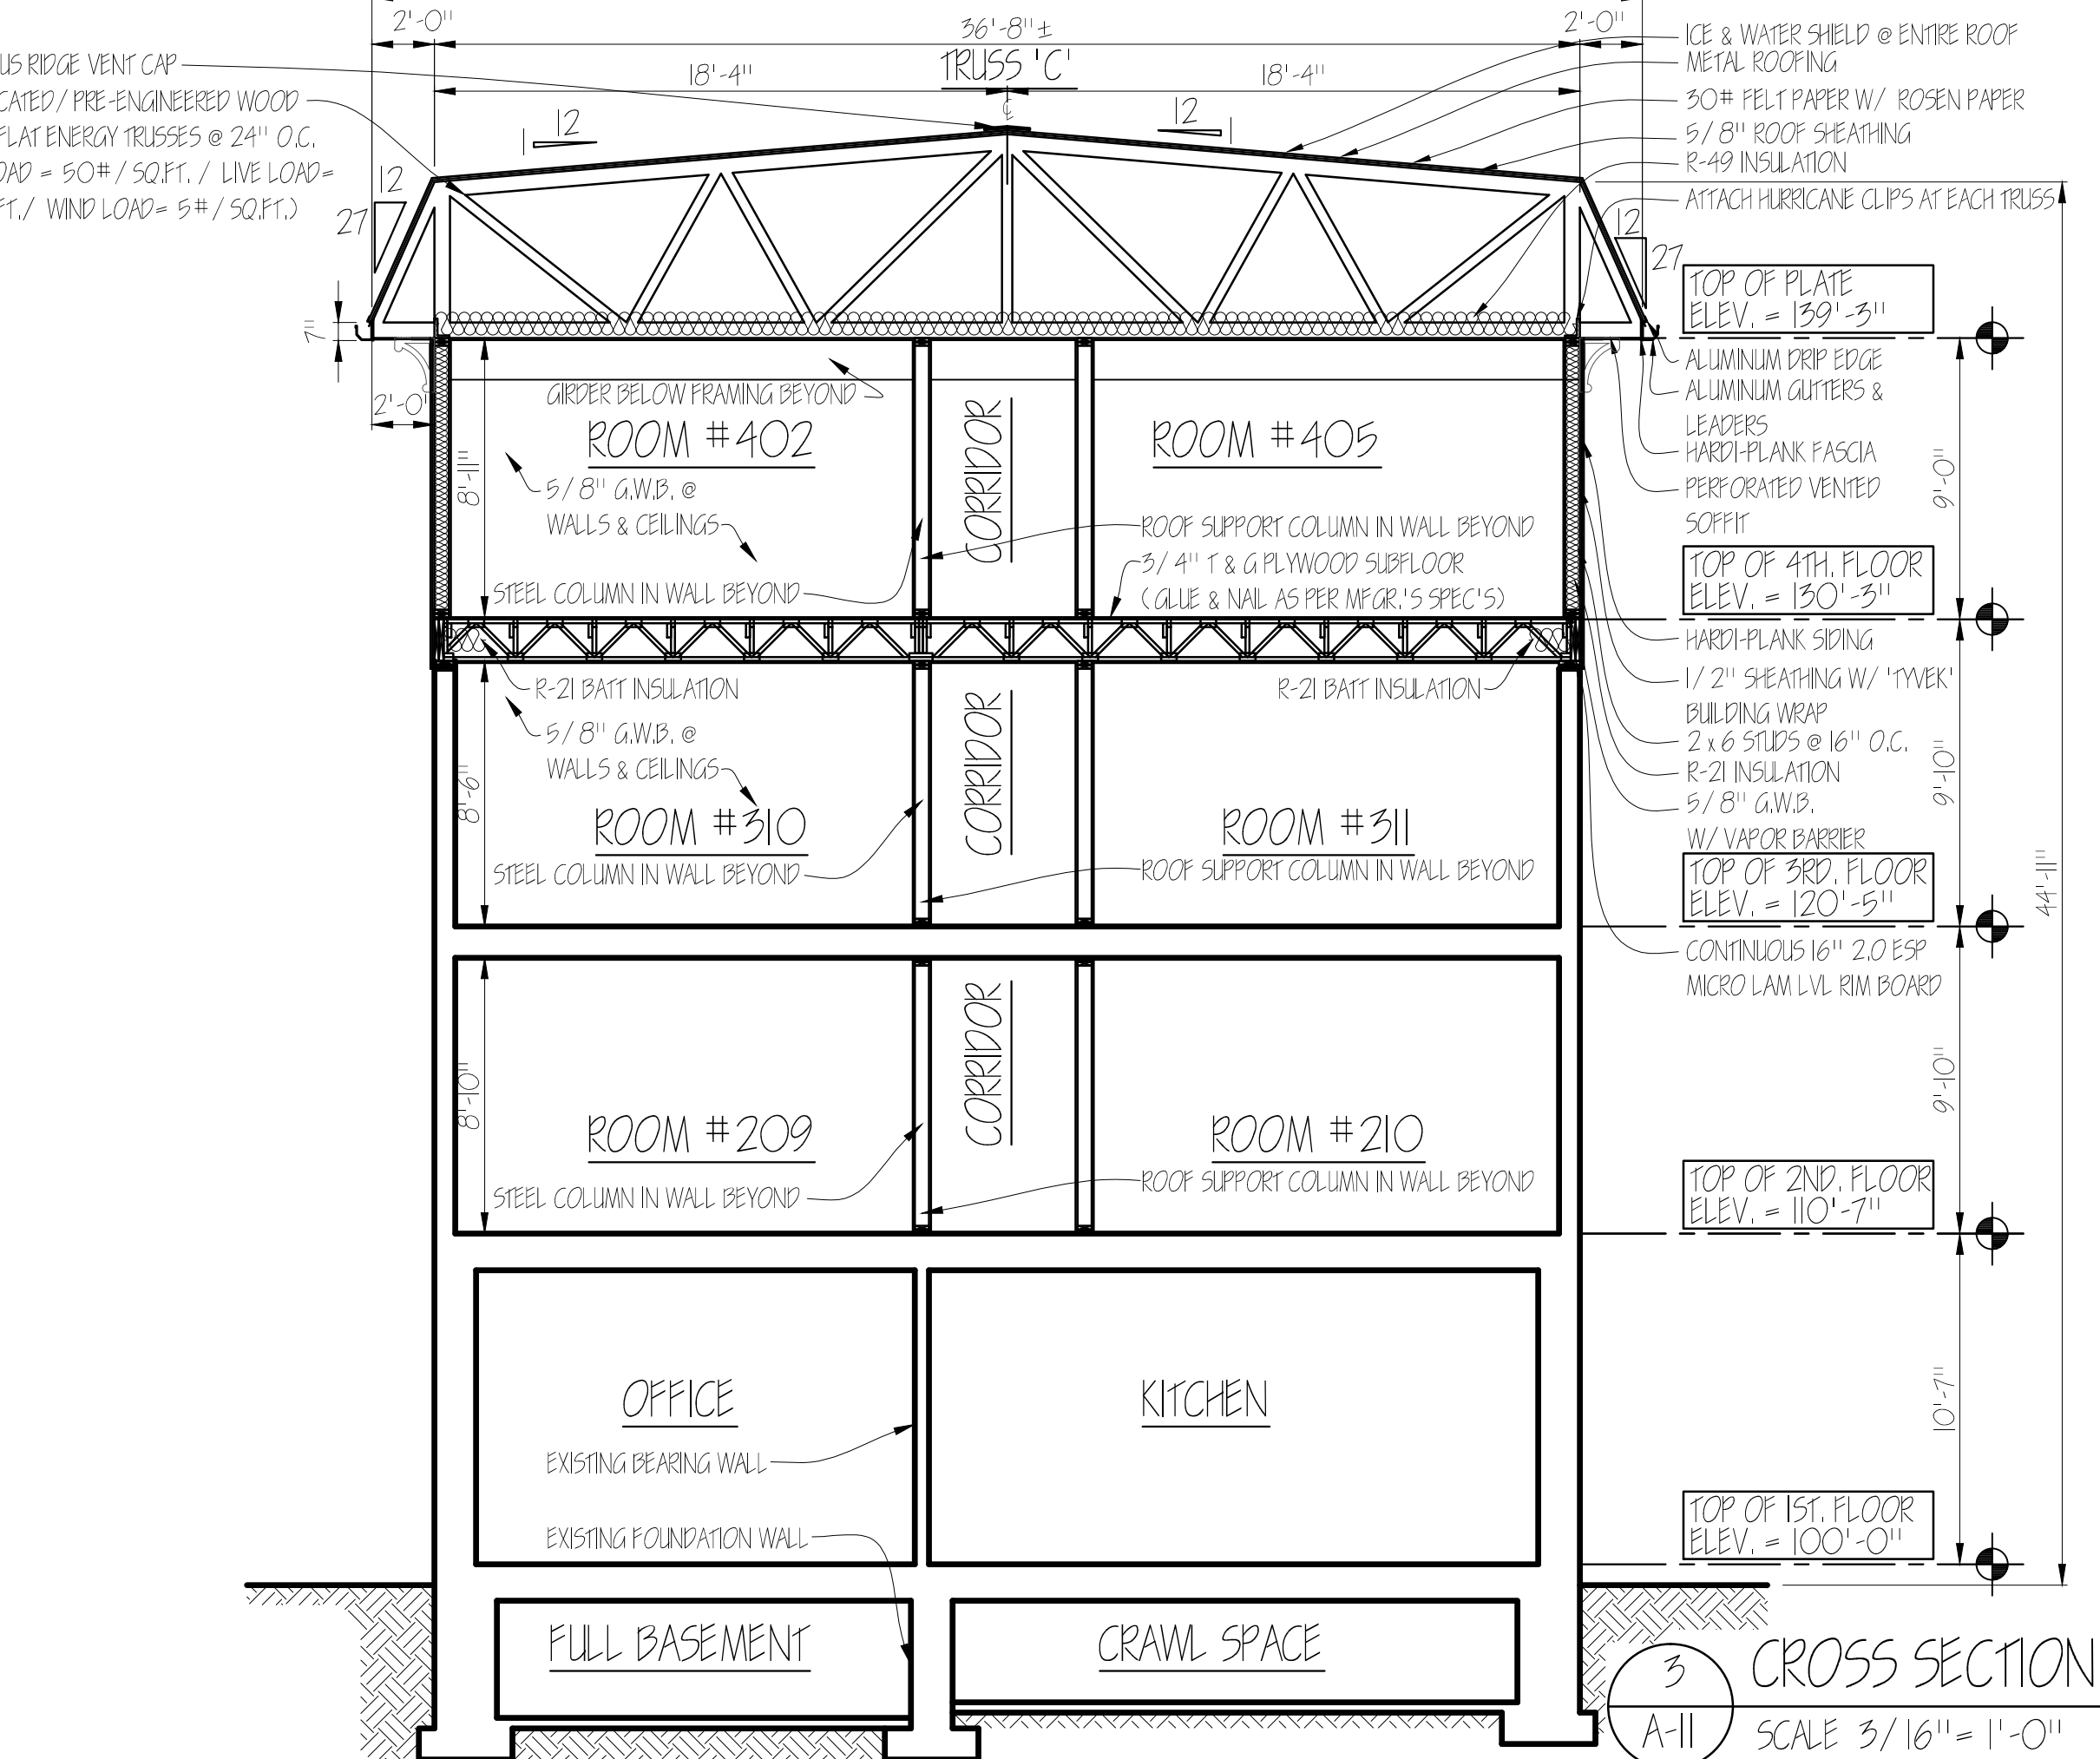 2'-0"
36'-8"±
2'-0"
TRUSS 'C'
18'-4"
18'-4"
℄
US RIDGE VENT CAP
CATED / PRE-ENGINEERED WOOD
FLAT ENERGY TRUSSES @ 24" O.C.
OAD = 50# / SQ.FT. / LIVE LOAD=
FT./ WIND LOAD= 5# / SQ.FT.)
12
1
12
1
12
27
12
27
7"
2'-0"
ICE & WATER SHIELD @ ENTIRE ROOF
METAL ROOFING
30# FELT PAPER W/ ROSEN PAPER
5/8" ROOF SHEATHING
R-49 INSULATION
ATTACH HURRICANE CLIPS AT EACH TRUSS
TOP OF PLATE
ELEV. = 139'-3"
ALUMINUM DRIP EDGE
ALUMINUM GUTTERS &
LEADERS
HARDI-PLANK FASCIA
PERFORATED VENTED
SOFFIT
TOP OF 4TH. FLOOR
ELEV. = 130'-3"
HARDI-PLANK SIDING
1/2" SHEATHING W/ 'TYVEK'
BUILDING WRAP
2 x 6 STUDS @ 16" O.C.
R-21 INSULATION
5/8" G.W.B.
W/ VAPOR BARRIER
TOP OF 3RD. FLOOR
ELEV. = 120'-5"
CONTINUOUS 16" 2.0 ESP
MICRO LAM LVL RIM BOARD
TOP OF 2ND. FLOOR
ELEV. = 110'-7"
TOP OF 1ST. FLOOR
ELEV. = 100'-0"
9'-0"
9'-10"
9'-10"
10'-7"
44'-11"
GIRDER BELOW FRAMING BEYOND
ROOM #402
CORRIDOR
ROOM #405
8'-11"
5/8" G.W.B. @
WALLS & CEILINGS
ROOF SUPPORT COLUMN IN WALL BEYOND
3/4" T & G PLYWOOD SUBFLOOR
(GLUE & NAIL AS PER MFGR.'S SPEC'S)
STEEL COLUMN IN WALL BEYOND
R-21 BATT INSULATION
R-21 BATT INSULATION
5/8" G.W.B. @
WALLS & CEILINGS
8'-6"
ROOM #310
CORRIDOR
ROOM #311
STEEL COLUMN IN WALL BEYOND
ROOF SUPPORT COLUMN IN WALL BEYOND
8'-10"
CORRIDOR
ROOM #209
ROOM #210
STEEL COLUMN IN WALL BEYOND
ROOF SUPPORT COLUMN IN WALL BEYOND
OFFICE
KITCHEN
EXISTING BEARING WALL
EXISTING FOUNDATION WALL
FULL BASEMENT
CRAWL SPACE
3
A-11
CROSS SECTION
SCALE 3/16"= 1'-0"